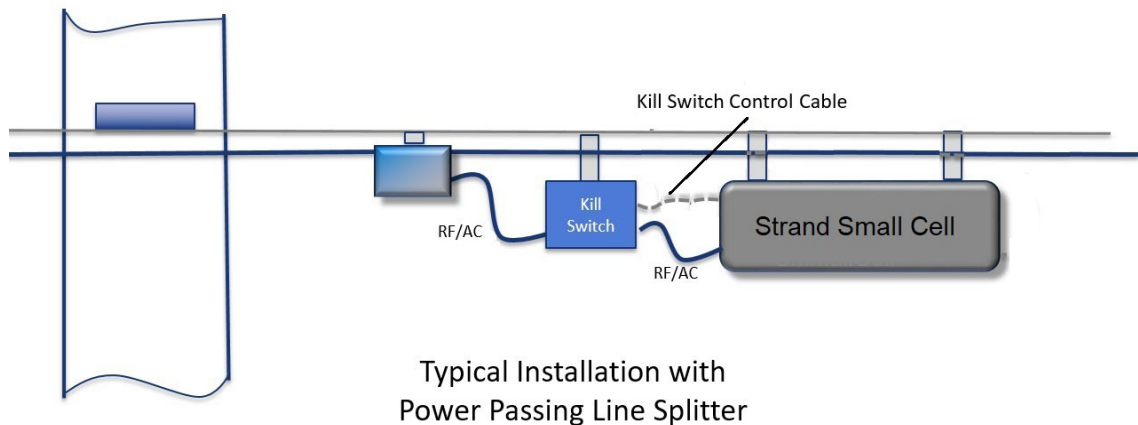 Kill Switch Control Cable
Kill
Switch
Strand Small Cell
RF/AC
RF/AC
Typical Installation with
Power Passing Line Splitter